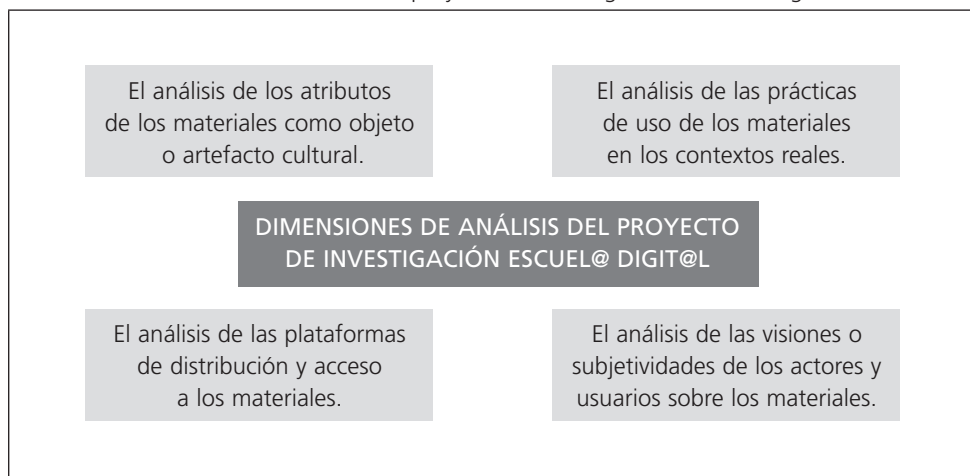 El análisis de los atributos
de los materiales como objeto
o artefacto cultural.
El análisis de las prácticas
de uso de los materiales
en los contextos reales.
DIMENSIONES DE ANÁLISIS DEL PROYECTO
DE INVESTIGACIÓN ESCUEL@ DIGIT@L
El análisis de las plataformas
de distribución y acceso
a los materiales.
El análisis de las visiones o
subjetividades de los actores y
usuarios sobre los materiales.